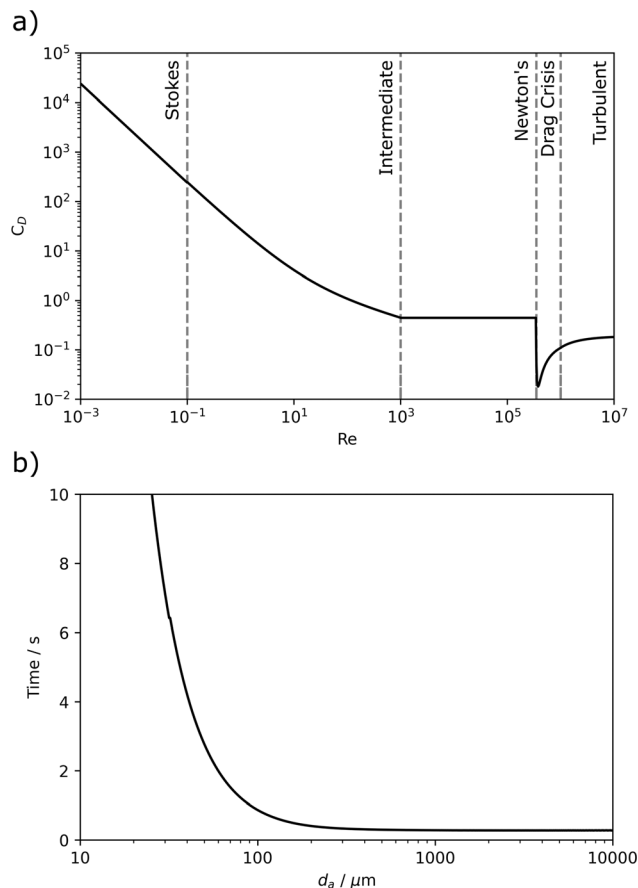 a)
10^5
10^4
10^3
10^2
10^1
10^0
10^-1
10^-2
C_D
Stokes
Intermediate
Newton's
Drag Crisis
Turbulent
10^-3
10^-1
10^1
10^3
10^5
10^7
Re
b)
10
8
6
4
2
0
Time / s
10
100
1000
10000
d_a / μm